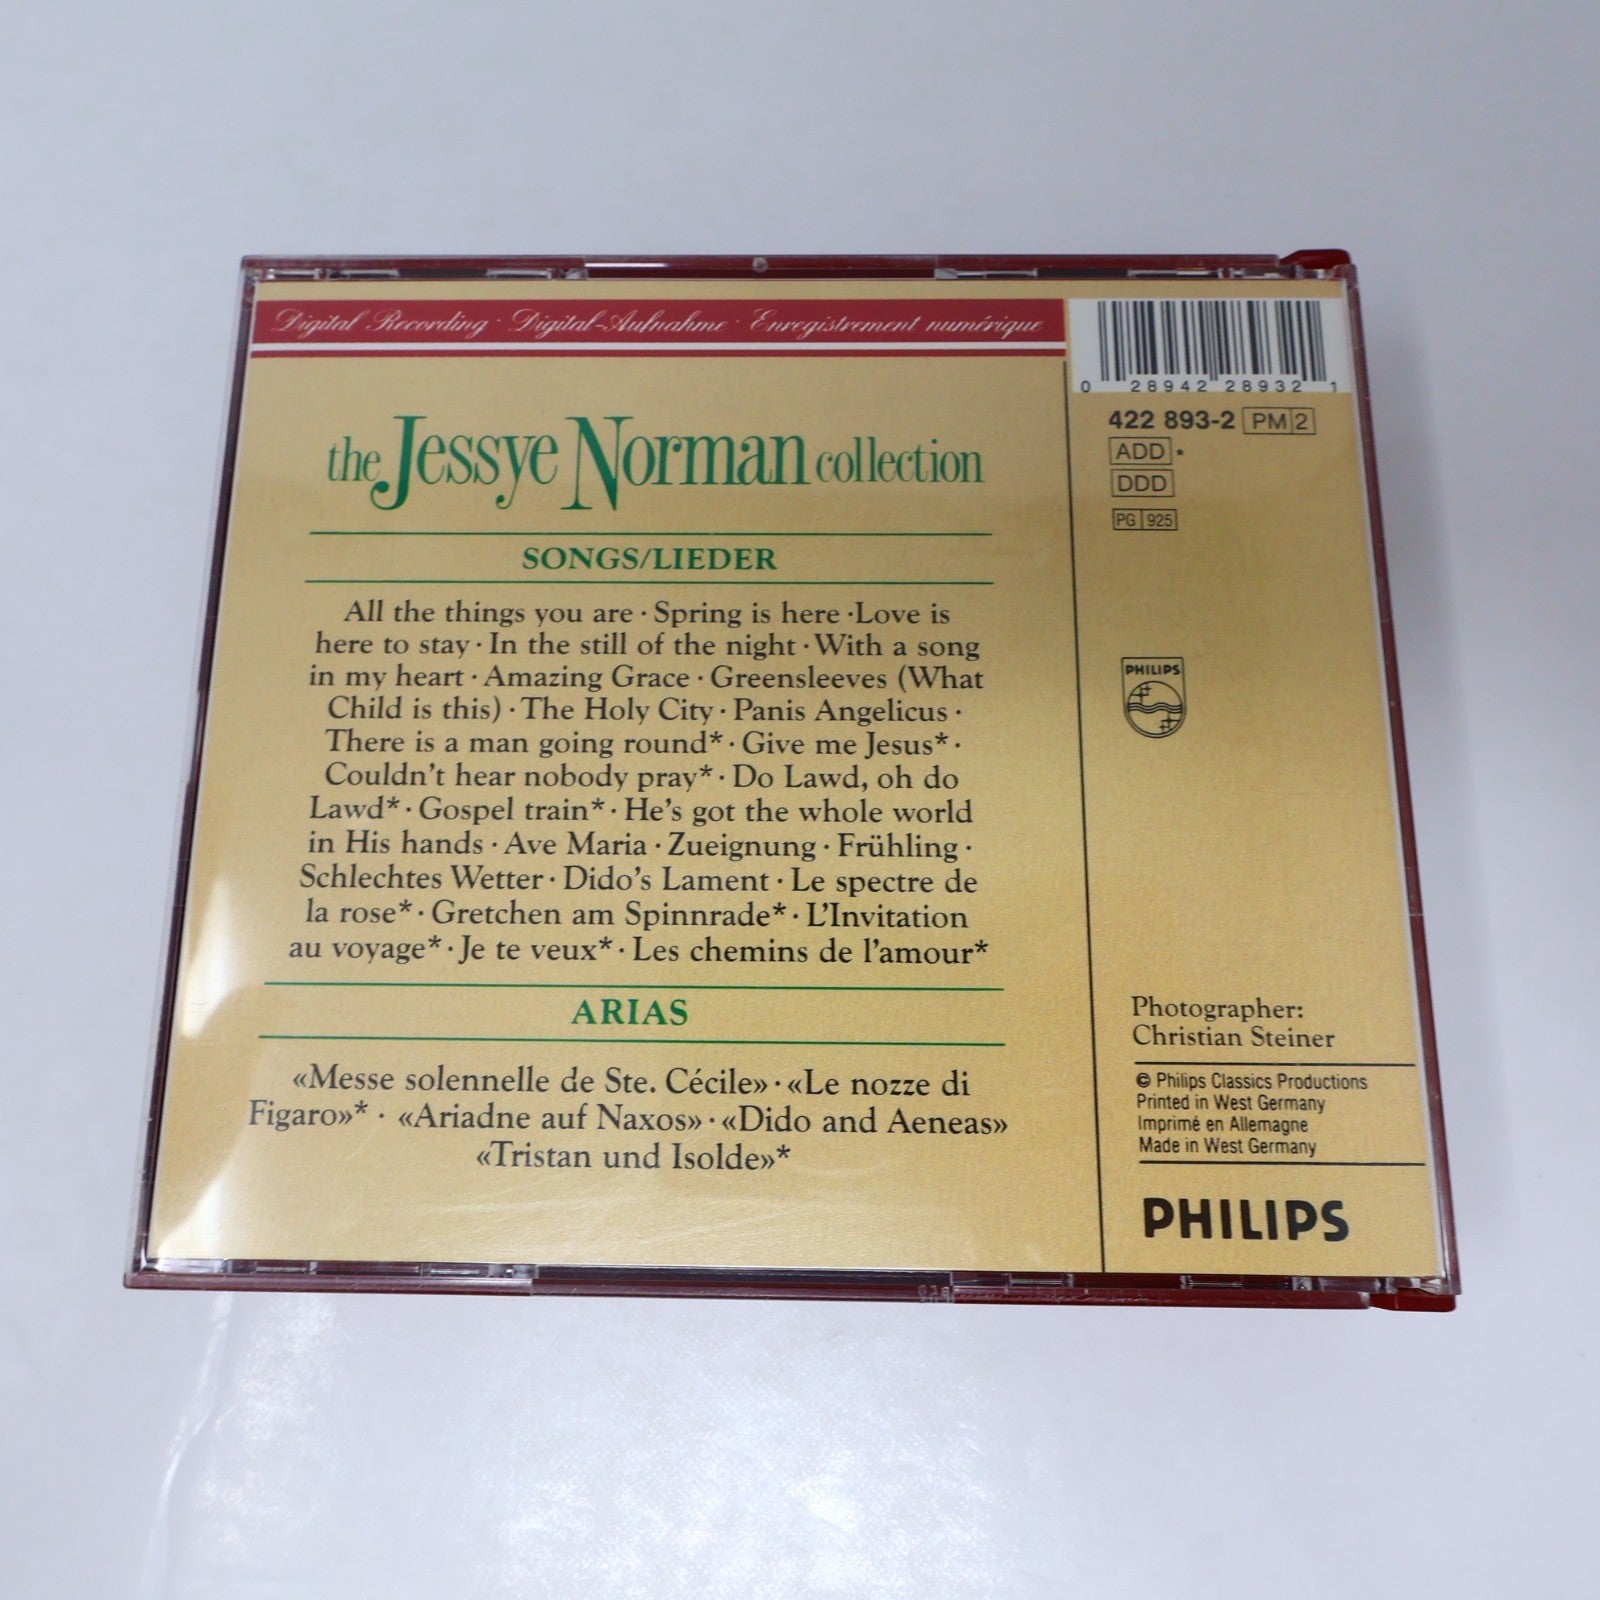 Digital Recording · Digital-Aufnahme · Enregistrement numérique
the Jessye Norman collection
SONGS/LIEDER
All the things you are · Spring is here · Love is
here to stay · In the still of the night · With a song
in my heart · Amazing Grace · Greensleeves (What
Child is this) · The Holy City · Panis Angelicus ·
There is a man going round* · Give me Jesus* ·
Couldn't hear nobody pray* · Do Lawd, oh do
Lawd* · Gospel train* · He's got the whole world
in His hands · Ave Maria · Zueignung · Frühling ·
Schlechtes Wetter · Dido's Lament · Le spectre de
la rose* · Gretchen am Spinnrade* · L'Invitation
au voyage* · Je te veux* · Les chemins de l'amour*
ARIAS
«Messe solennelle de Ste. Cécile» · «Le nozze di
Figaro»* · «Ariadne auf Naxos» · «Dido and Aeneas»
«Tristan und Isolde»*
0 28942 28932 1
422 893-2 PM 2
ADD *
DDD
PG 925
PHILIPS
Photographer:
Christian Steiner
© Philips Classics Productions
Printed in West Germany
Imprimé en Allemagne
Made in West Germany
PHILIPS